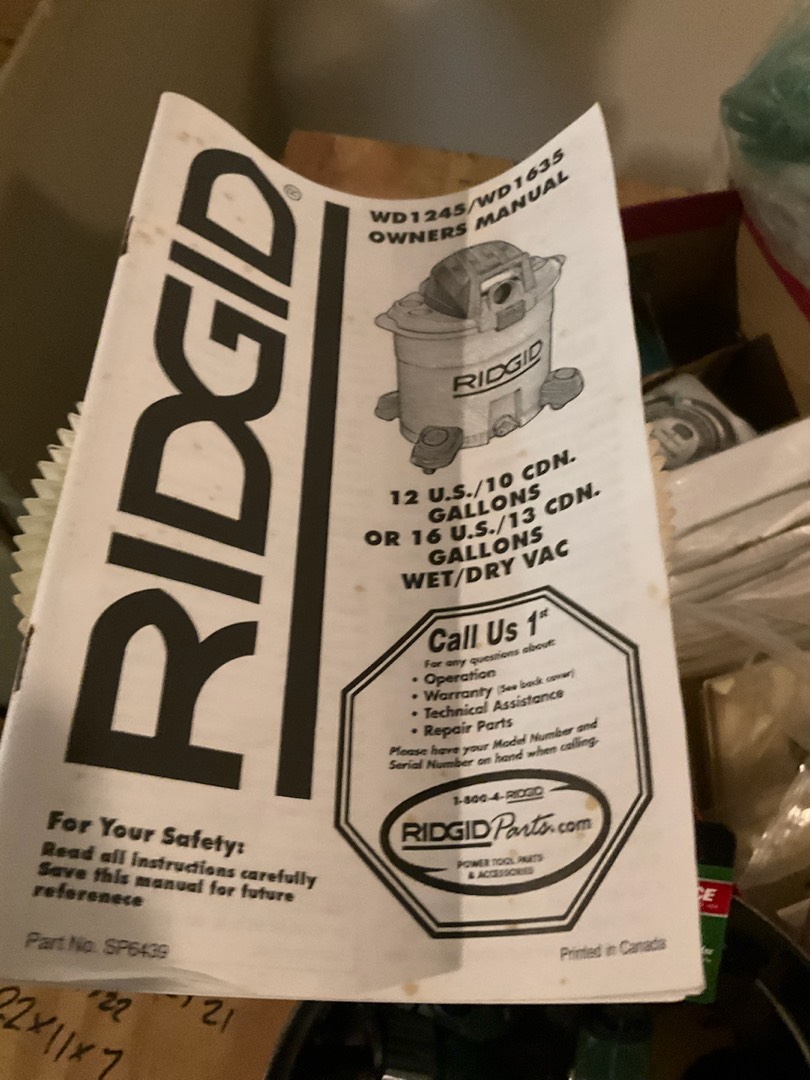 RIDGID®
WD1245/WD1635
OWNERS MANUAL
RIDGID
12 U.S./10 CDN.
GALLONS
OR 16 U.S./13 CDN.
GALLONS
WET/DRY VAC
Call Us 1st
For any questions about:
• Operation
• Warranty (See back cover)
• Technical Assistance
• Repair Parts
Please have your Model Number and
Serial Number on hand when calling.
1-800-4-RIDGID
RIDGIDParts.com
POWER TOOL PARTS
& ACCESSORIES
For Your Safety:
Read all instructions carefully
Save this manual for future
referenece
Part No. SP6439
Printed in Canada
CE
22 21
22x11x7